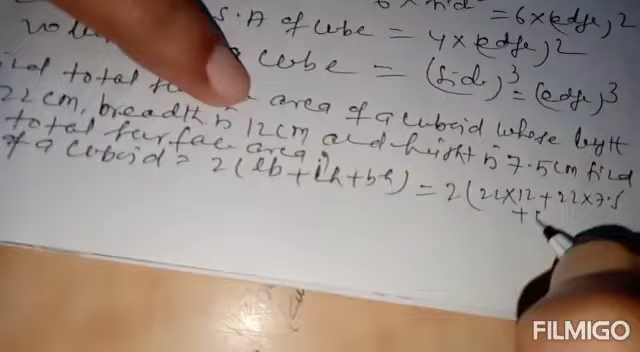 6 × side = 6 × (edge)2
L.S.A of cube = 4 × (edge)2
cube = (side)3 = (edge)3
total area of a cuboid whose
22 cm, breadth is 12 cm and height is 7.5 cm find
total surface area
of a cuboid = 2(lb + lh + bh) = 2(22×12 + 22×7.5
+
FILMIGO